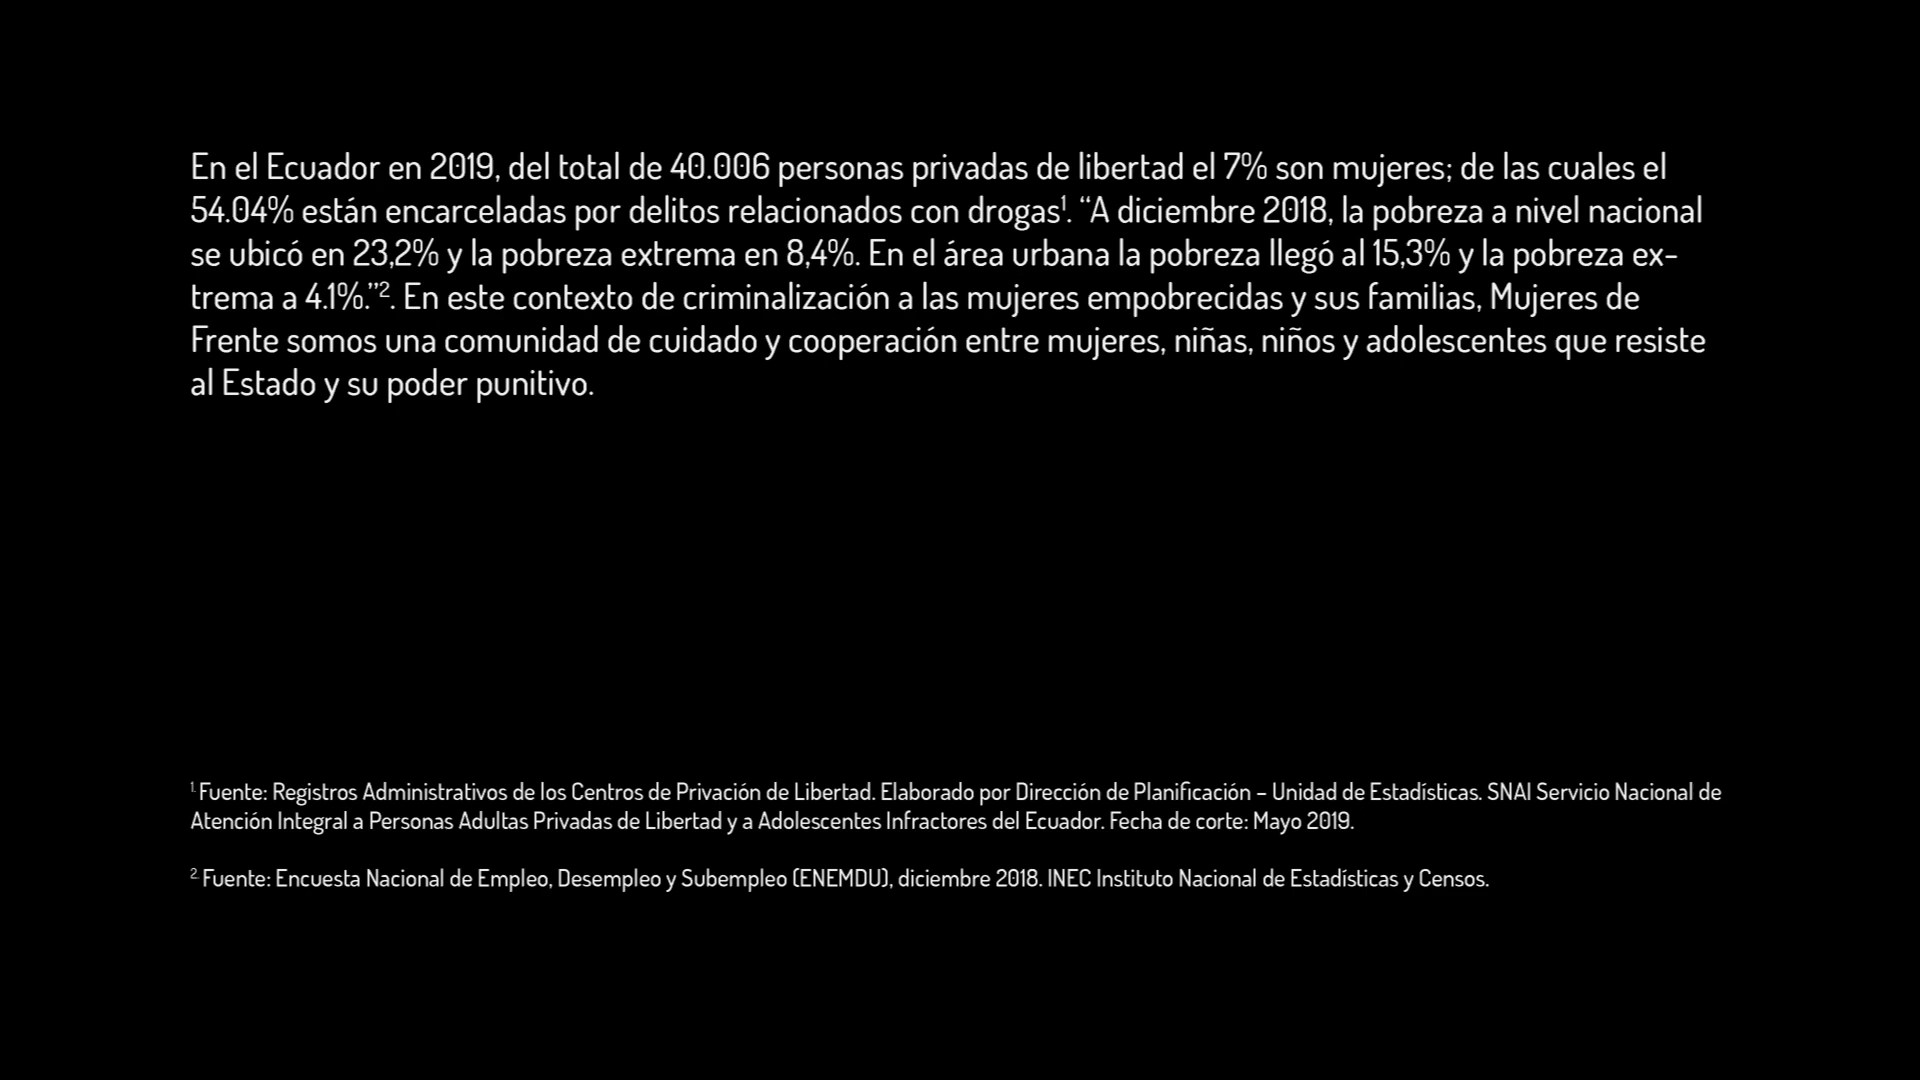 En el Ecuador en 2019, del total de 40.006 personas privadas de libertad el 7% son mujeres; de las cuales el
54.04% están encarceladas por delitos relacionados con drogas¹. “A diciembre 2018, la pobreza a nivel nacional
se ubicó en 23,2% y la pobreza extrema en 8,4%. En el área urbana la pobreza llegó al 15,3% y la pobreza ex-
trema a 4.1%.”². En este contexto de criminalización a las mujeres empobrecidas y sus familias, Mujeres de
Frente somos una comunidad de cuidado y cooperación entre mujeres, niñas, niños y adolescentes que resiste
al Estado y su poder punitivo.
¹· Fuente: Registros Administrativos de los Centros de Privación de Libertad. Elaborado por Dirección de Planificación – Unidad de Estadísticas. SNAI Servicio Nacional de
Atención Integral a Personas Adultas Privadas de Libertad y a Adolescentes Infractores del Ecuador. Fecha de corte: Mayo 2019.
²· Fuente: Encuesta Nacional de Empleo, Desempleo y Subempleo (ENEMDU), diciembre 2018. INEC Instituto Nacional de Estadísticas y Censos.